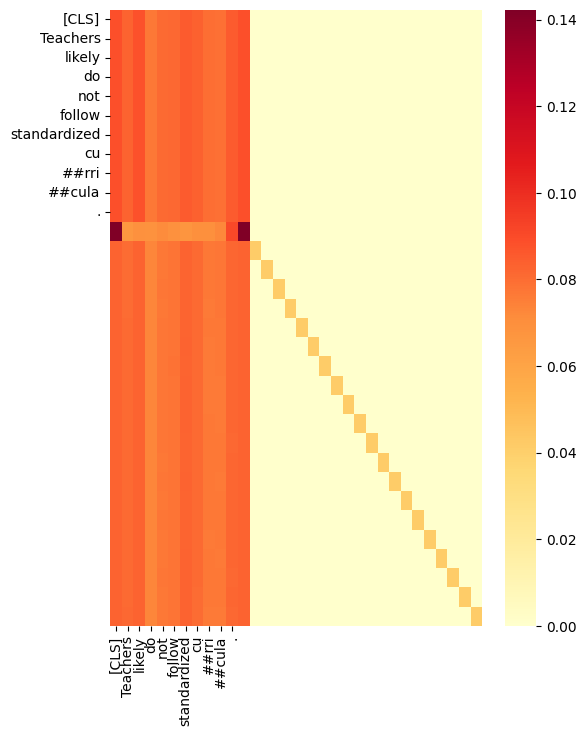 [CLS]
Teachers
likely
do
not
follow
standardized
cu
##rri
##cula
.
0.14
0.12
0.10
0.08
0.06
0.04
0.02
0.00
[CLS]
Teachers
likely
do
not
follow
standardized
cu
##rri
##cula
.